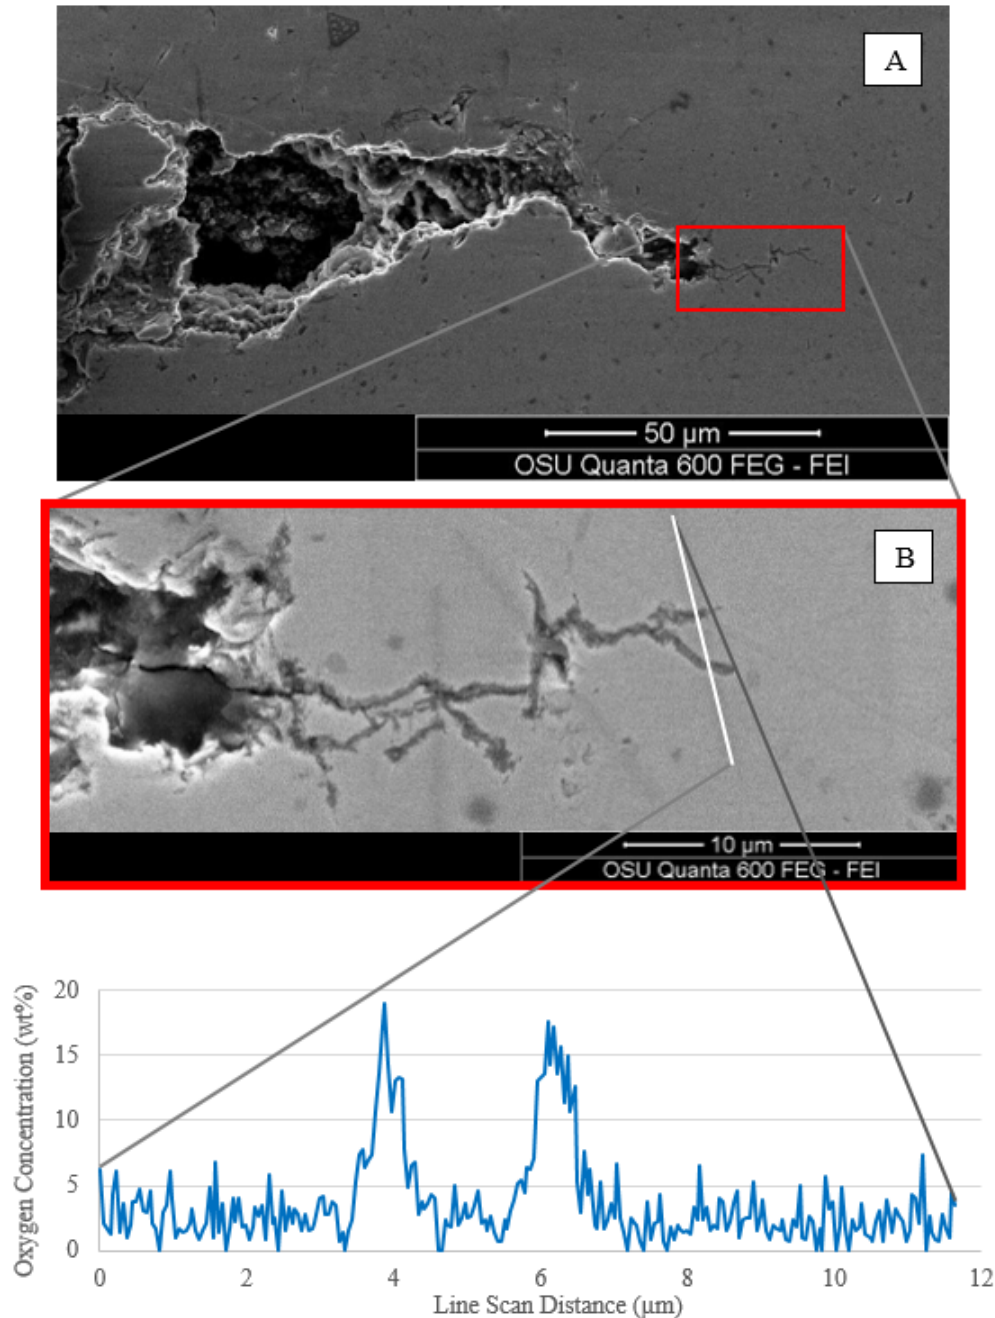 A
50 µm
OSU Quanta 600 FEG - FEI
B
10 µm
OSU Quanta 600 FEG - FEI
Oxygen Concentration (wt%)
20
15
10
5
0
0 2 4 6 8 10 12
Line Scan Distance (µm)